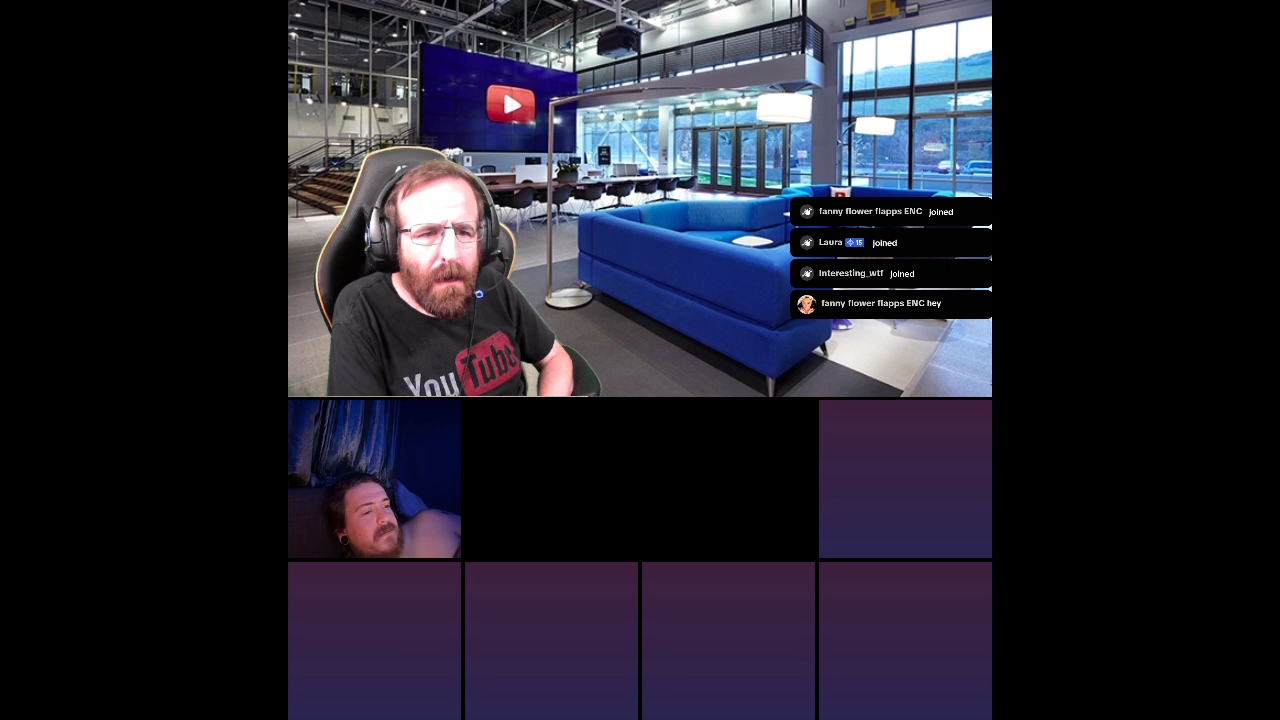 fanny flower flapps ENC joined
Laura 15 joined
Interesting_wtf joined
fanny flower flapps ENC hey
YouTube